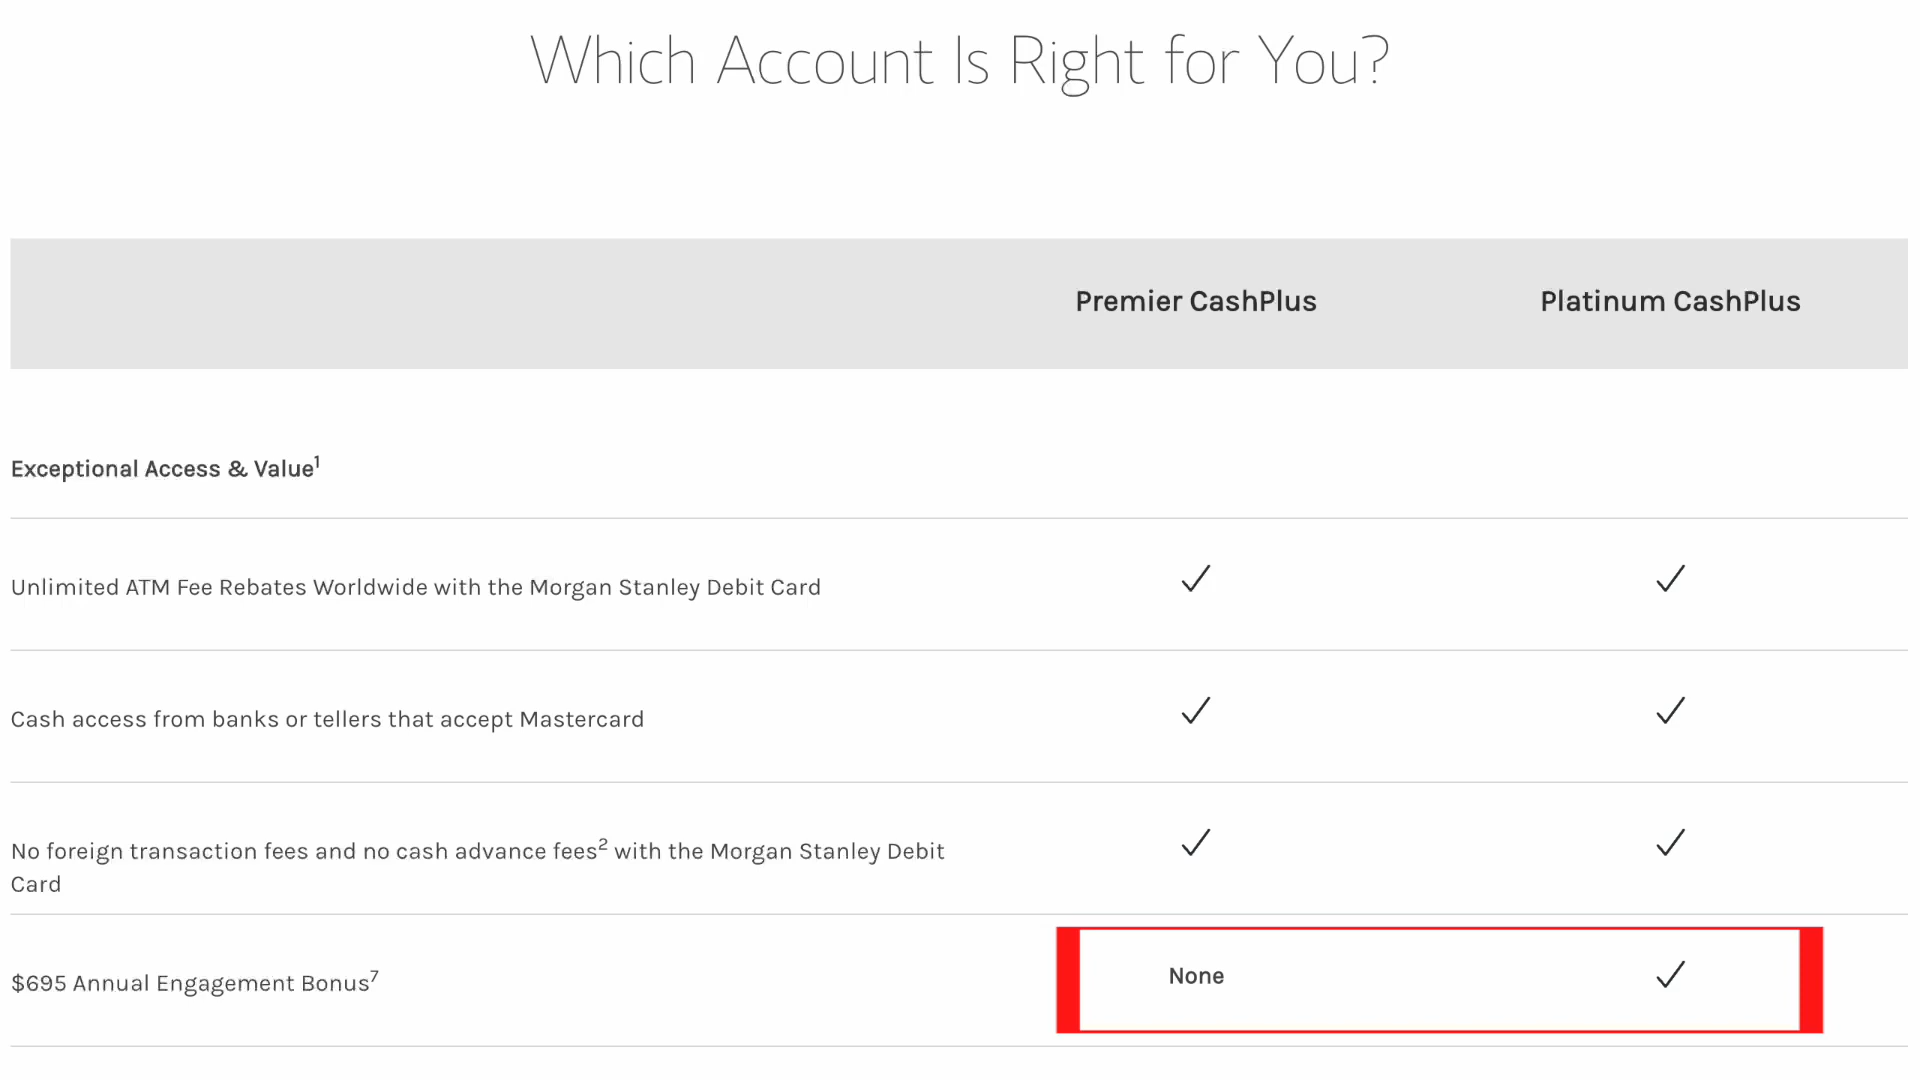 Which Account Is Right for You?
Premier CashPlus Platinum CashPlus
Exceptional Access & Value1
Unlimited ATM Fee Rebates Worldwide with the Morgan Stanley Debit Card
Cash access from banks or tellers that accept Mastercard
No foreign transaction fees and no cash advance fees2 with the Morgan Stanley Debit
Card
$695 Annual Engagement Bonus7 None